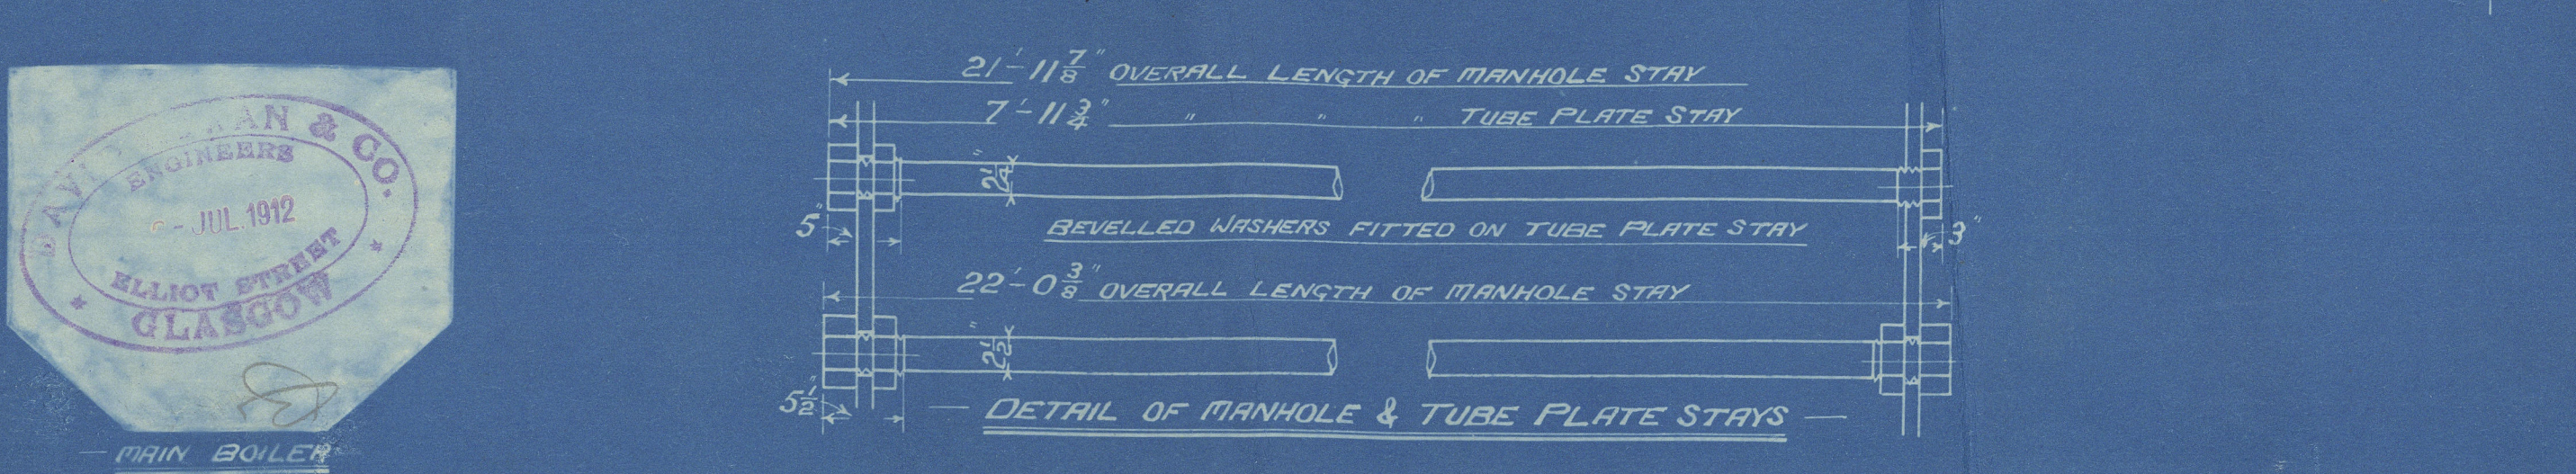 & CO.
ENGINEERS
- JUL. 1912
ELLIOT STREET
GLASGOW
MAIN BOILER
21'-11 7/8" OVERALL LENGTH OF MANHOLE STAY
7'-11 3/4" " " " TUBE PLATE STAY
2 1/4"
5"
BEVELLED WASHERS FITTED ON TUBE PLATE STAY
3"
22'-0 3/8" OVERALL LENGTH OF MANHOLE STAY
2 1/2"
5 1/2"
— DETAIL OF MANHOLE & TUBE PLATE STAYS —